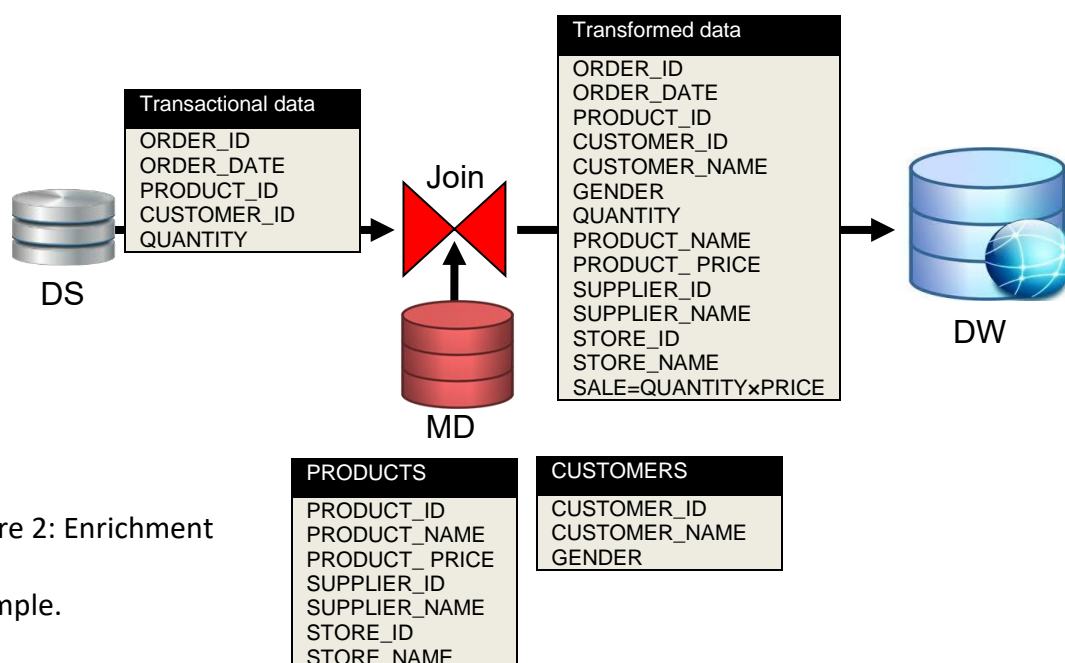 Transformed data
ORDER_ID
ORDER_DATE
PRODUCT_ID
CUSTOMER_ID
CUSTOMER_NAME
GENDER
QUANTITY
PRODUCT_NAME
PRODUCT_ PRICE
SUPPLIER_ID
SUPPLIER_NAME
STORE_ID
STORE_NAME
SALE=QUANTITY×PRICE
Transactional data
ORDER_ID
ORDER_DATE
PRODUCT_ID
CUSTOMER_ID
QUANTITY
Join
DS
DW
MD
PRODUCTS
PRODUCT_ID
PRODUCT_NAME
PRODUCT_ PRICE
SUPPLIER_ID
SUPPLIER_NAME
STORE_ID
STORE_NAME
CUSTOMERS
CUSTOMER_ID
CUSTOMER_NAME
GENDER
re 2: Enrichment
mple.